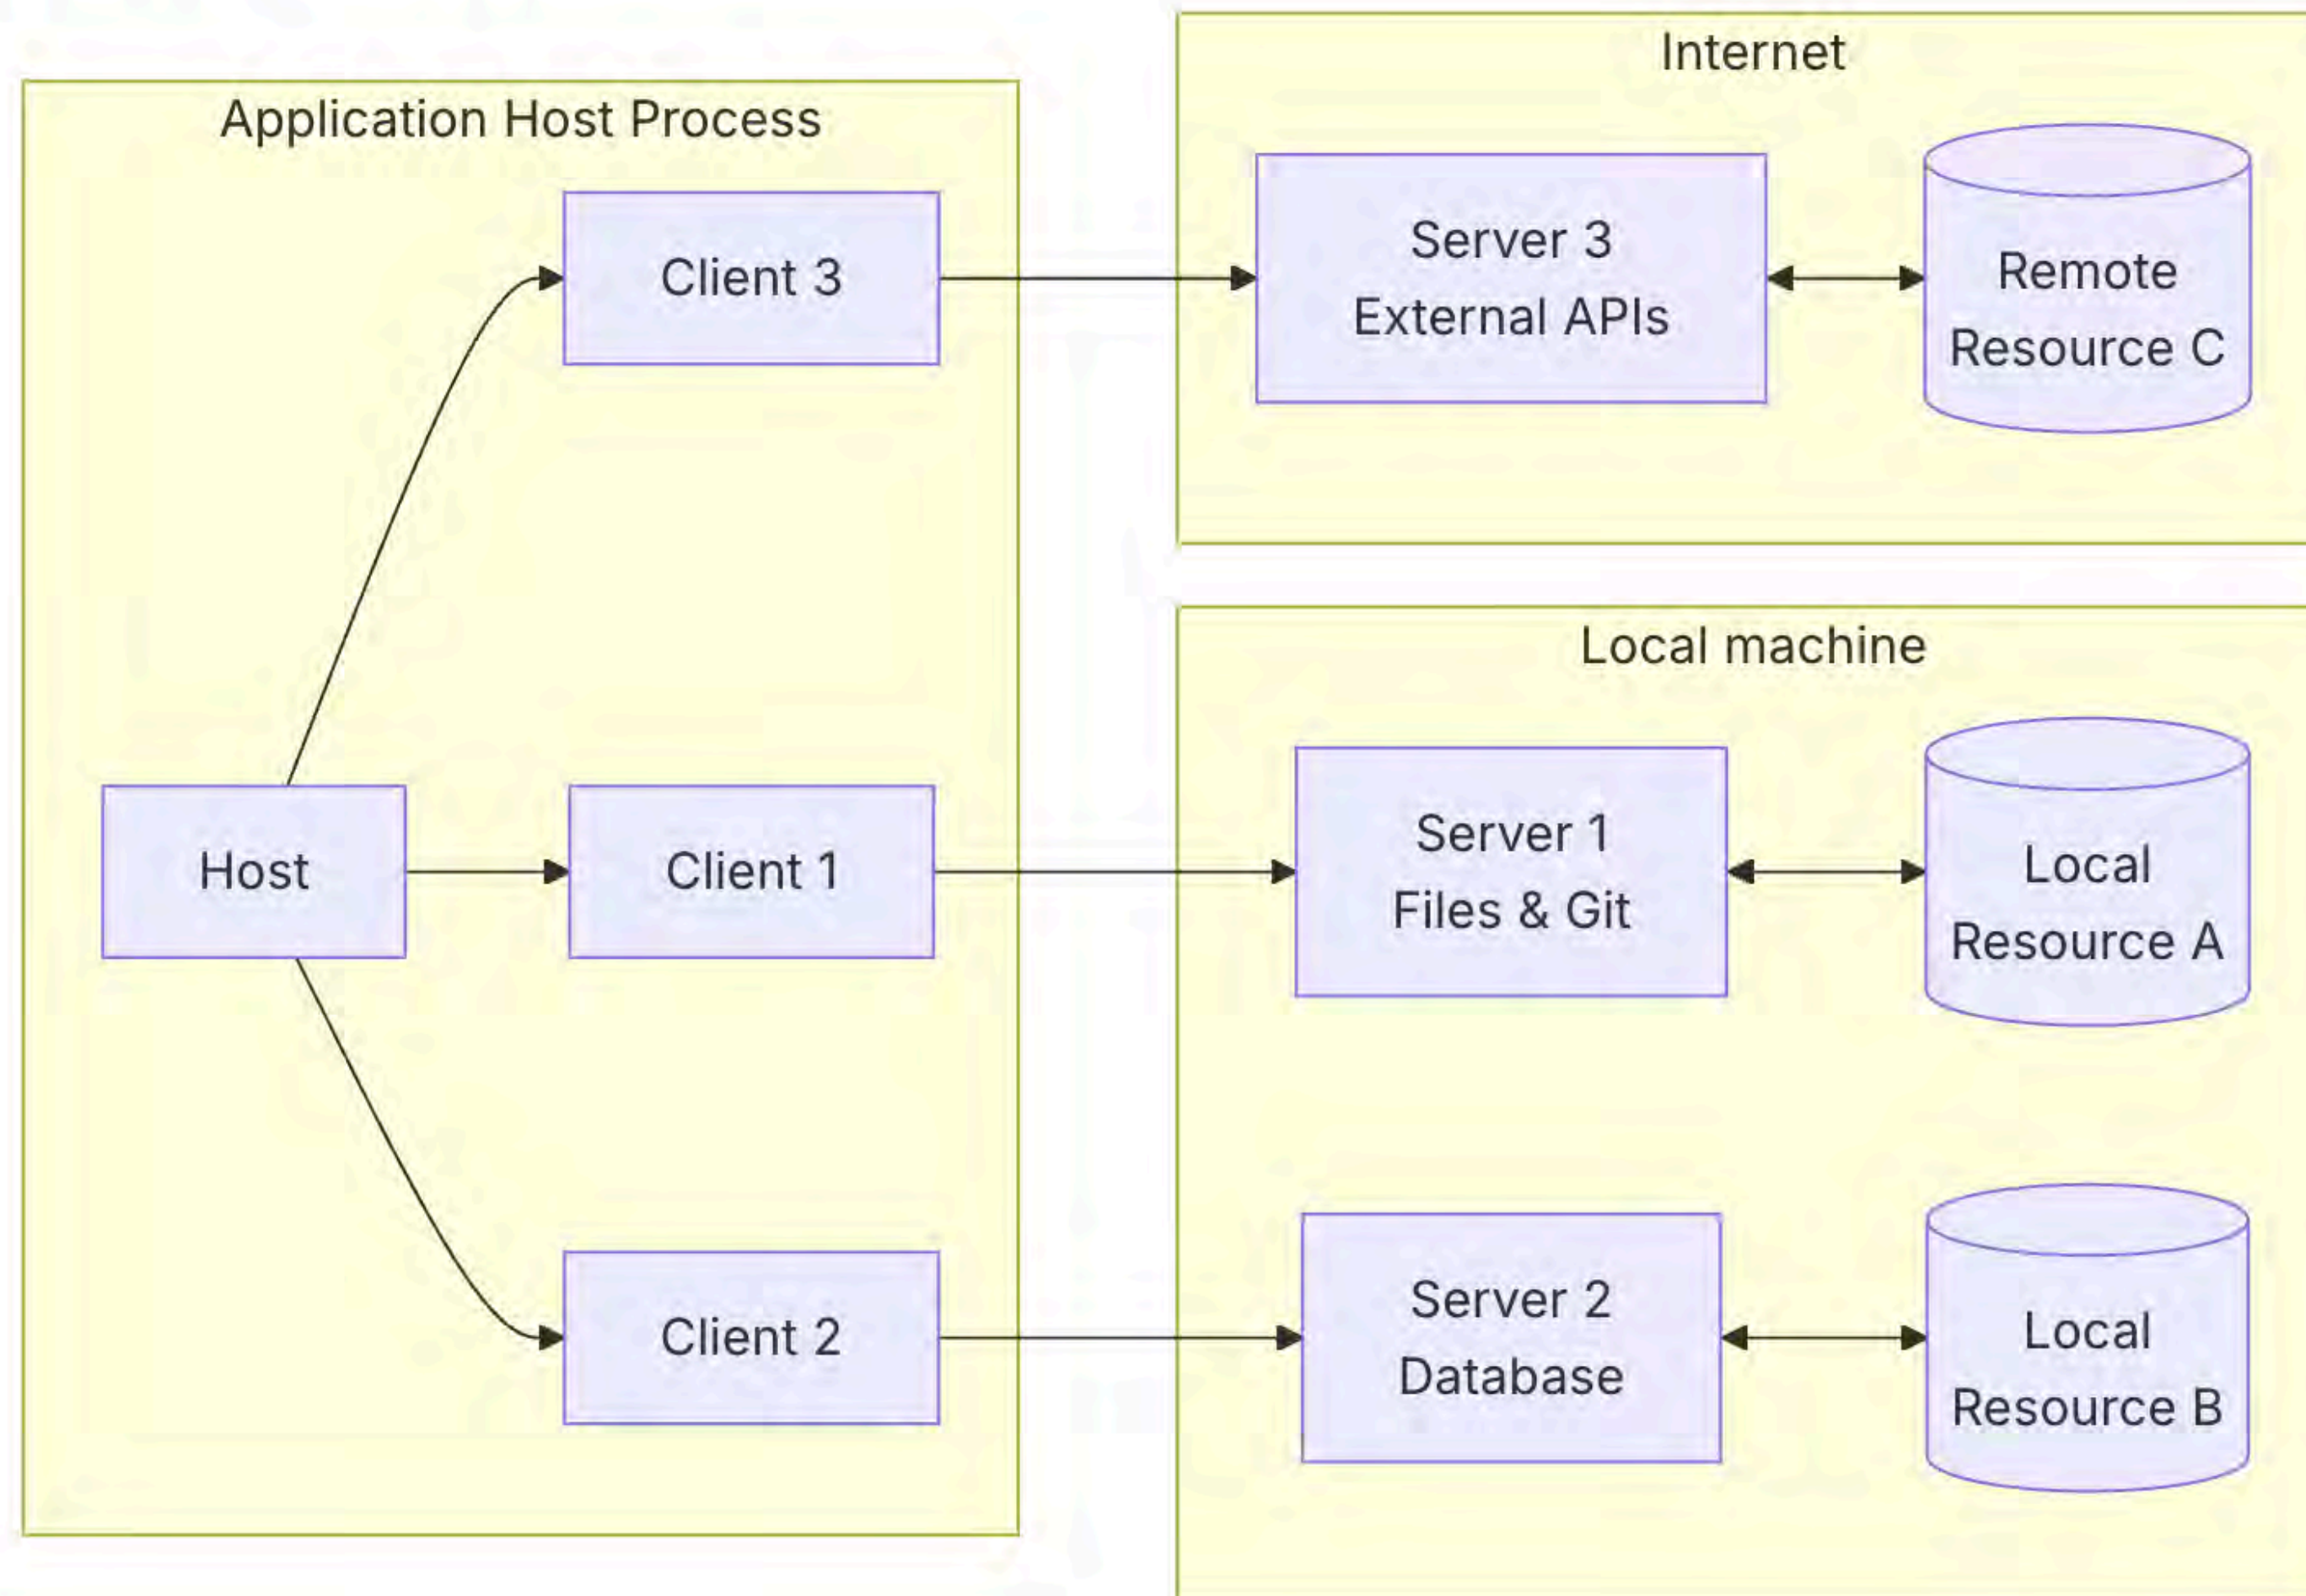 Application Host Process
Client 3
Host
Client 1
Client 2
Internet
Server 3
External APIs
Remote
Resource C
Local machine
Server 1
Files & Git
Local
Resource A
Server 2
Database
Local
Resource B